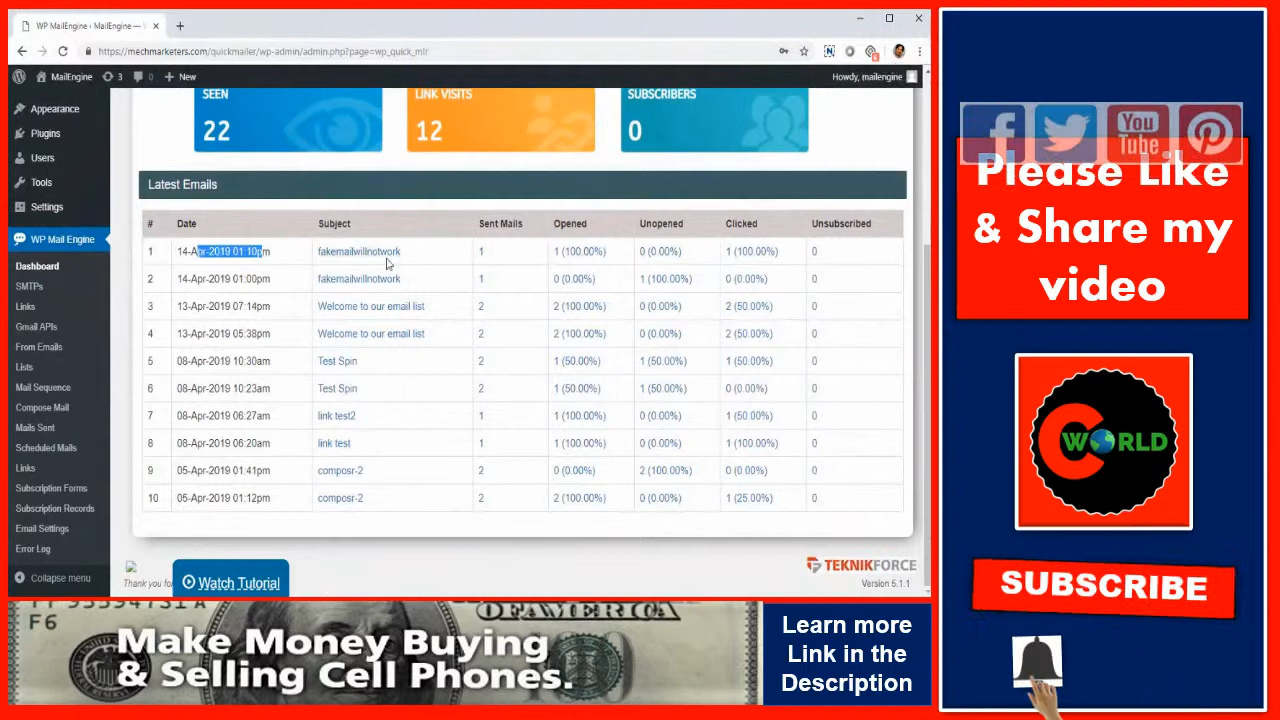 WP MailEngine ‹ MailEngine —
https://mechmarketers.com/quickmailer/wp-admin/admin.php?page=wp_quick_mlr
MailEngine
3
0
New
Howdy, mailengine
Appearance
Plugins
Users
Tools
Settings
WP Mail Engine
Dashboard
SMTPs
Links
Gmail APIs
From Emails
Lists
Mail Sequence
Compose Mail
Mails Sent
Scheduled Mails
Links
Subscription Forms
Subscription Records
Email Settings
Error Log
Collapse menu
SEEN
22
LINK VISITS
12
SUBSCRIBERS
0
Latest Emails
# Date Subject Sent Mails Opened Unopened Clicked Unsubscribed
1 14-Apr-2019 01:10pm fakemailwillnotwork 1 1 (100.00%) 0 (0.00%) 1 (100.00%) 0
2 14-Apr-2019 01:00pm fakemailwillnotwork 1 0 (0.00%) 1 (100.00%) 0 (0.00%) 0
3 13-Apr-2019 07:14pm Welcome to our email list 2 2 (100.00%) 0 (0.00%) 2 (50.00%) 0
4 13-Apr-2019 05:38pm Welcome to our email list 2 2 (100.00%) 0 (0.00%) 2 (50.00%) 0
5 08-Apr-2019 10:30am Test Spin 2 1 (50.00%) 1 (50.00%) 1 (50.00%) 0
6 08-Apr-2019 10:23am Test Spin 2 1 (50.00%) 1 (50.00%) 0 (0.00%) 0
7 08-Apr-2019 06:27am link test2 1 1 (100.00%) 0 (0.00%) 1 (50.00%) 0
8 08-Apr-2019 06:20am link test 1 1 (100.00%) 0 (0.00%) 1 (100.00%) 0
9 05-Apr-2019 01:41pm composr-2 2 0 (0.00%) 2 (100.00%) 0 (0.00%) 0
10 05-Apr-2019 01:12pm composr-2 2 2 (100.00%) 0 (0.00%) 1 (25.00%) 0
Thank you for
Watch Tutorial
TEKNIKFORCE
Version 5.1.1
You
Tube
Please Like
& Share my
video
C WORLD
SUBSCRIBE
F6
OF AMERICA
Make Money Buying
& Selling Cell Phones.
Learn more
Link in the
Description